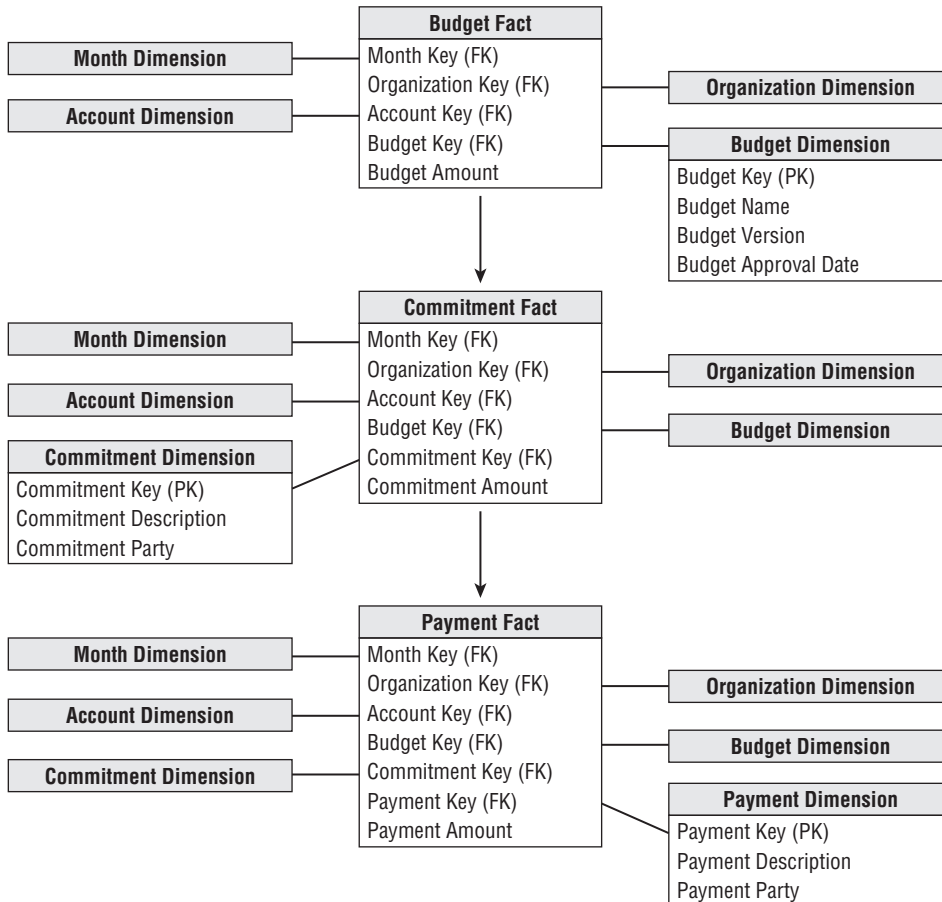 Budget Fact
Month Key (FK)
Organization Key (FK)
Account Key (FK)
Budget Key (FK)
Budget Amount
Month Dimension
Account Dimension
Organization Dimension
Budget Dimension
Budget Key (PK)
Budget Name
Budget Version
Budget Approval Date
Commitment Fact
Month Key (FK)
Organization Key (FK)
Account Key (FK)
Budget Key (FK)
Commitment Key (FK)
Commitment Amount
Month Dimension
Account Dimension
Commitment Dimension
Commitment Key (PK)
Commitment Description
Commitment Party
Organization Dimension
Budget Dimension
Payment Fact
Month Key (FK)
Organization Key (FK)
Account Key (FK)
Budget Key (FK)
Commitment Key (FK)
Payment Key (FK)
Payment Amount
Month Dimension
Account Dimension
Commitment Dimension
Organization Dimension
Budget Dimension
Payment Dimension
Payment Key (PK)
Payment Description
Payment Party